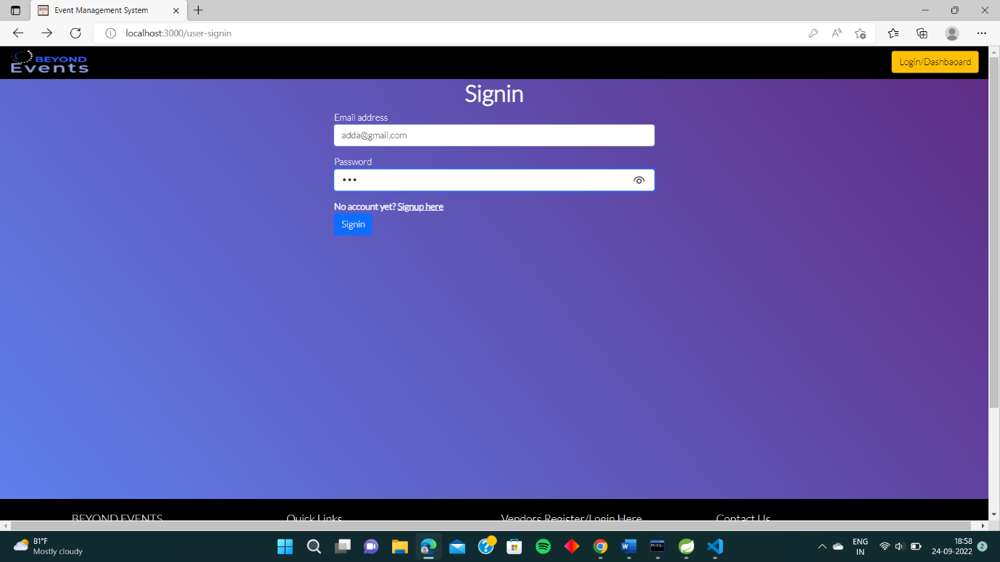 Event Management System
localhost:3000/user-signin
BEYOND
Events
Login/Dashbaoard
Signin
Email address
adda@gmail.com
Password
No account yet? Signup here
Signin
BEYOND EVENTS
Quick Links
Vendors Register/Login Here
Contact Us
81°F
Mostly cloudy
ENG
IN
18:58
24-09-2022
2